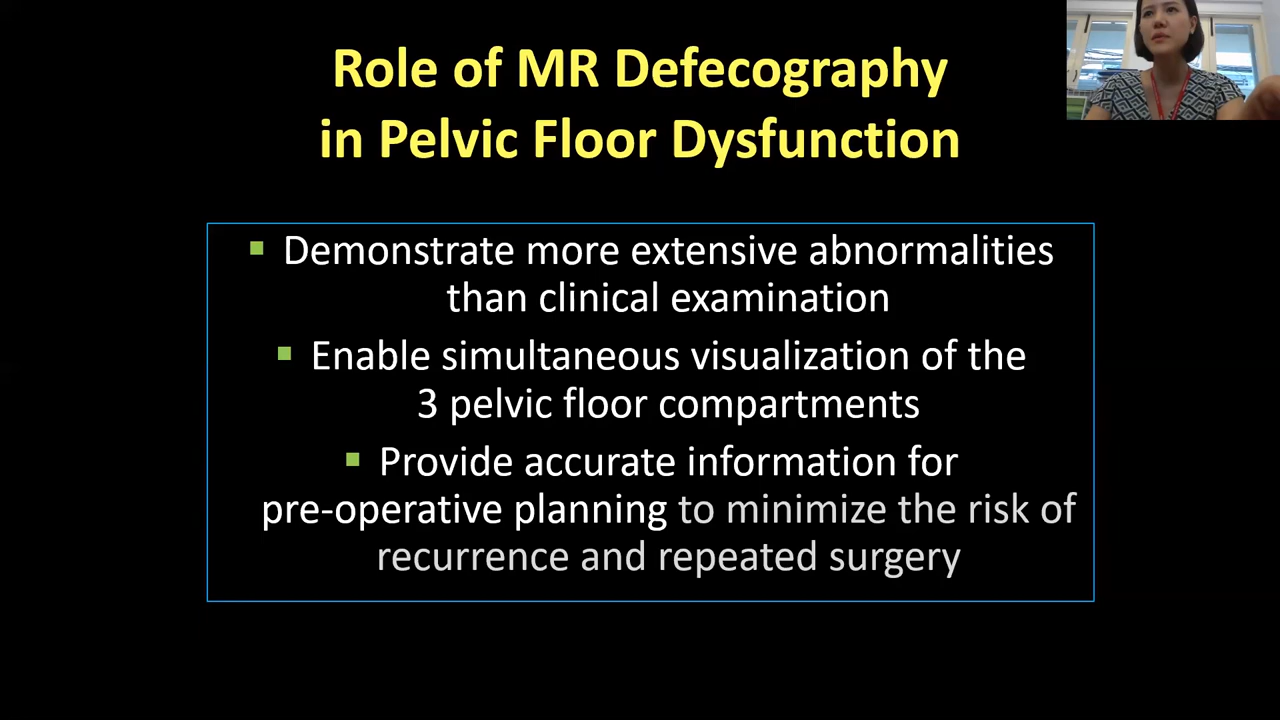 Role of MR Defecography
in Pelvic Floor Dysfunction
▪ Demonstrate more extensive abnormalities
than clinical examination
▪ Enable simultaneous visualization of the
3 pelvic floor compartments
▪ Provide accurate information for
pre-operative planning to minimize the risk of
recurrence and repeated surgery